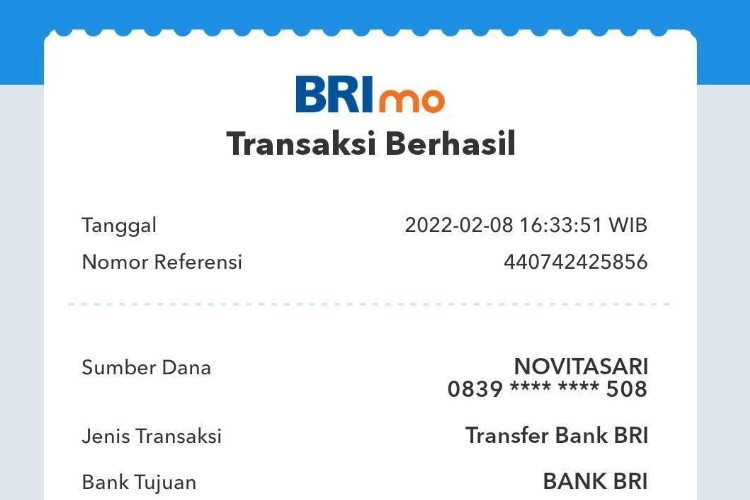 BRImo
Transaksi Berhasil
Tanggal 2022-02-08 16:33:51 WIB
Nomor Referensi 440742425856
Sumber Dana NOVITASARI
0839 **** **** 508
Jenis Transaksi Transfer Bank BRI
Bank Tujuan BANK BRI